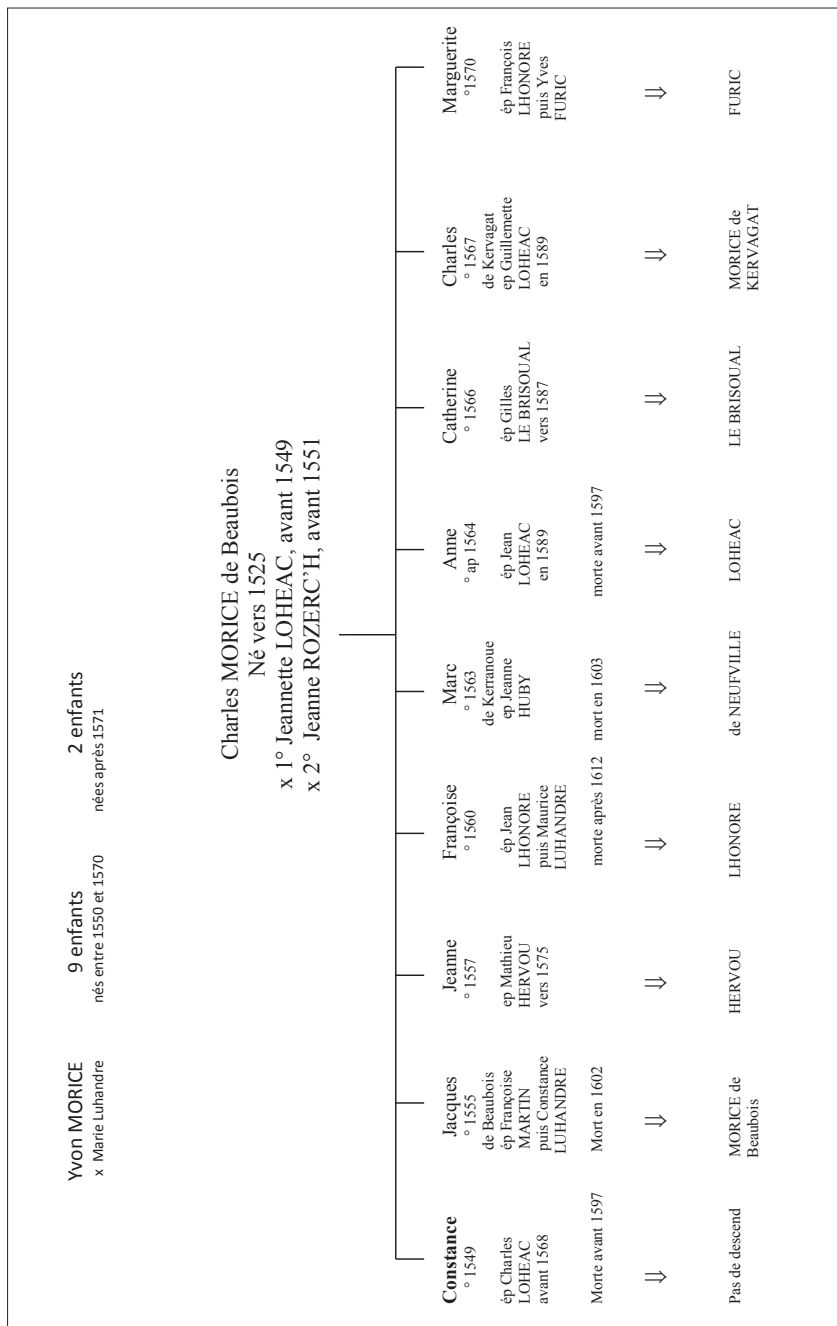 Yvon MORICE
x Marie Luhandre
9 enfants
nés entre 1550 et 1570
2 enfants
nées après 1571
Charles MORICE de Beaubois
Né vers 1525
x 1° Jeannette LOHEAC, avant 1549
x 2° Jeanne ROZERC’H, avant 1551
Constance
° 1549
ép Charles
LOHEAC
avant 1568
Morte avant 1597
⇒
Pas de descend
Jacques
° 1555
de Beaubois
ép Françoise
MARTIN
puis Constance
LUHANDRE
Mort en 1602
⇒
MORICE de
Beaubois
Jeanne
° 1557
ep Mathieu
HERVOU
vers 1575
⇒
HERVOU
Françoise
° 1560
ép Jean
LHONORE
puis Maurice
LUHANDRE
morte après 1612
⇒
LHONORE
Marc
° 1563
de Kerranoue
ep Jeanne
HUBY
mort en 1603
⇒
de NEUFVILLE
Anne
° ap 1564
ép Jean
LOHEAC
en 1589
morte avant 1597
⇒
LOHEAC
Catherine
° 1566
ép Gilles
LE BRISOUAL
vers 1587
⇒
LE BRISOUAL
Charles
° 1567
de Kervagat
ep Guillemette
LOHEAC
en 1589
⇒
MORICE de
KERVAGAT
Marguerite
°1570
ép François
LHONORE
puis Yves
FURIC
⇒
FURIC